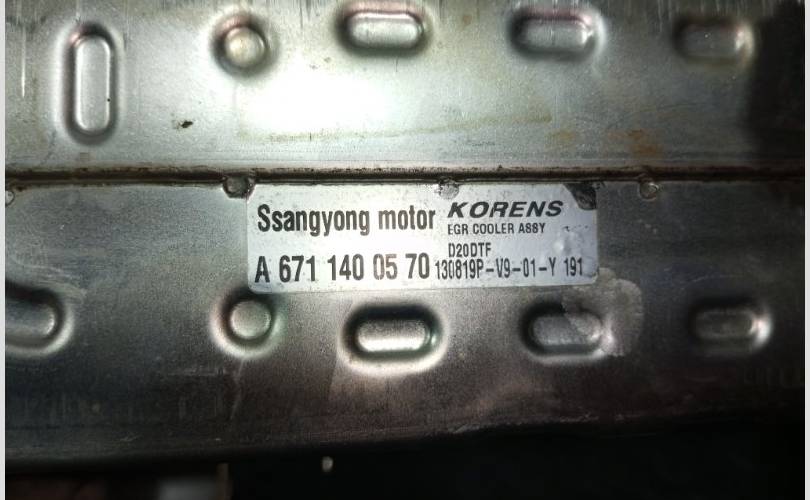 Ssangyong motor KORENS
EGR COOLER ASSY
D20DTF
A 671 140 05 70 130819P-V9-01-Y 191